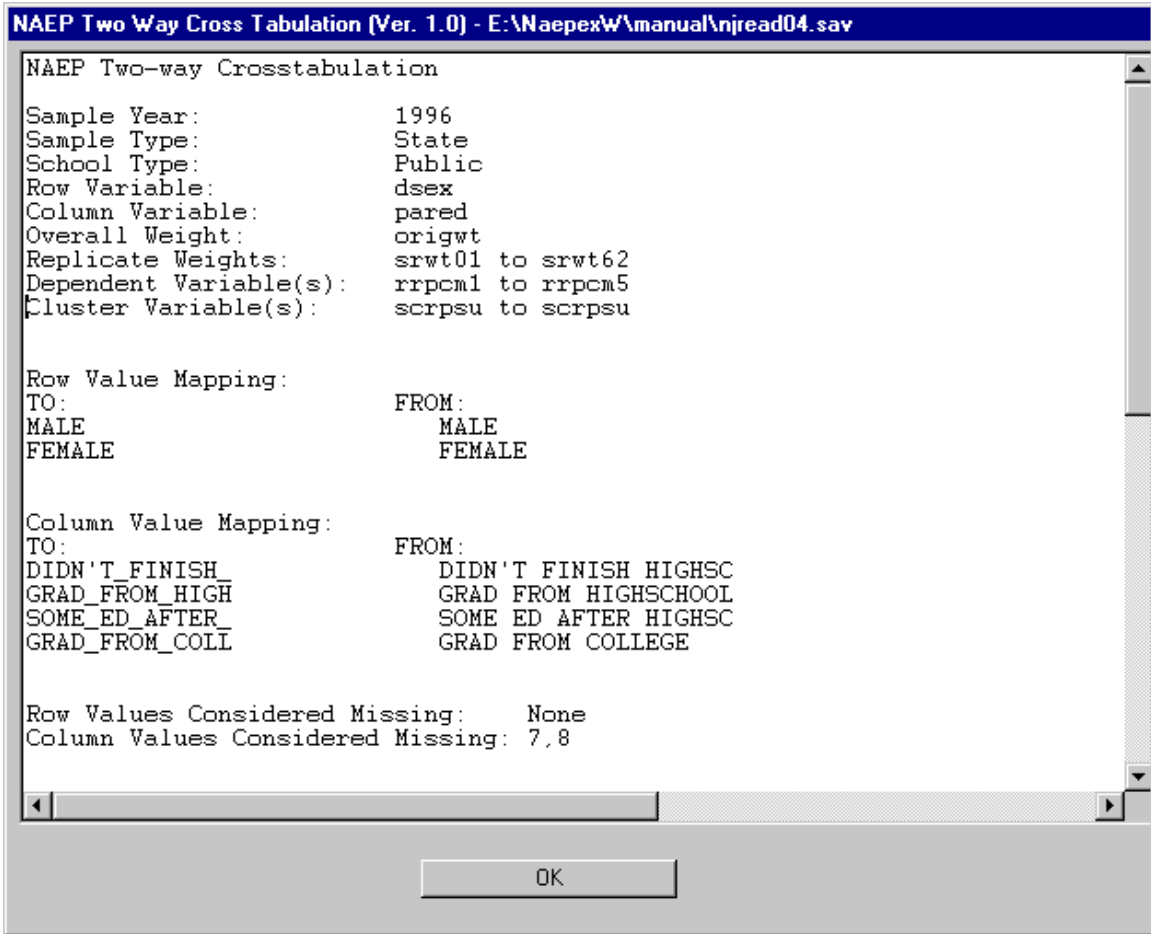 NAEP Two Way Cross Tabulation (Ver. 1.0) - E:\NaepexW\manual\njread04.sav
NAEP Two-way Crosstabulation
Sample Year: 1996
Sample Type: State
School Type: Public
Row Variable: dsex
Column Variable: pared
Overall Weight: origwt
Replicate Weights: srwt01 to srwt62
Dependent Variable(s): rrpcm1 to rrpcm5
Cluster Variable(s): scrpsu to scrpsu
Row Value Mapping:
TO: FROM:
MALE MALE
FEMALE FEMALE
Column Value Mapping:
TO: FROM:
DIDN'T_FINISH_ DIDN'T FINISH HIGHSC
GRAD_FROM_HIGH GRAD FROM HIGHSCHOOL
SOME_ED_AFTER_ SOME ED AFTER HIGHSC
GRAD_FROM_COLL GRAD FROM COLLEGE
Row Values Considered Missing: None
Column Values Considered Missing: 7,8
OK